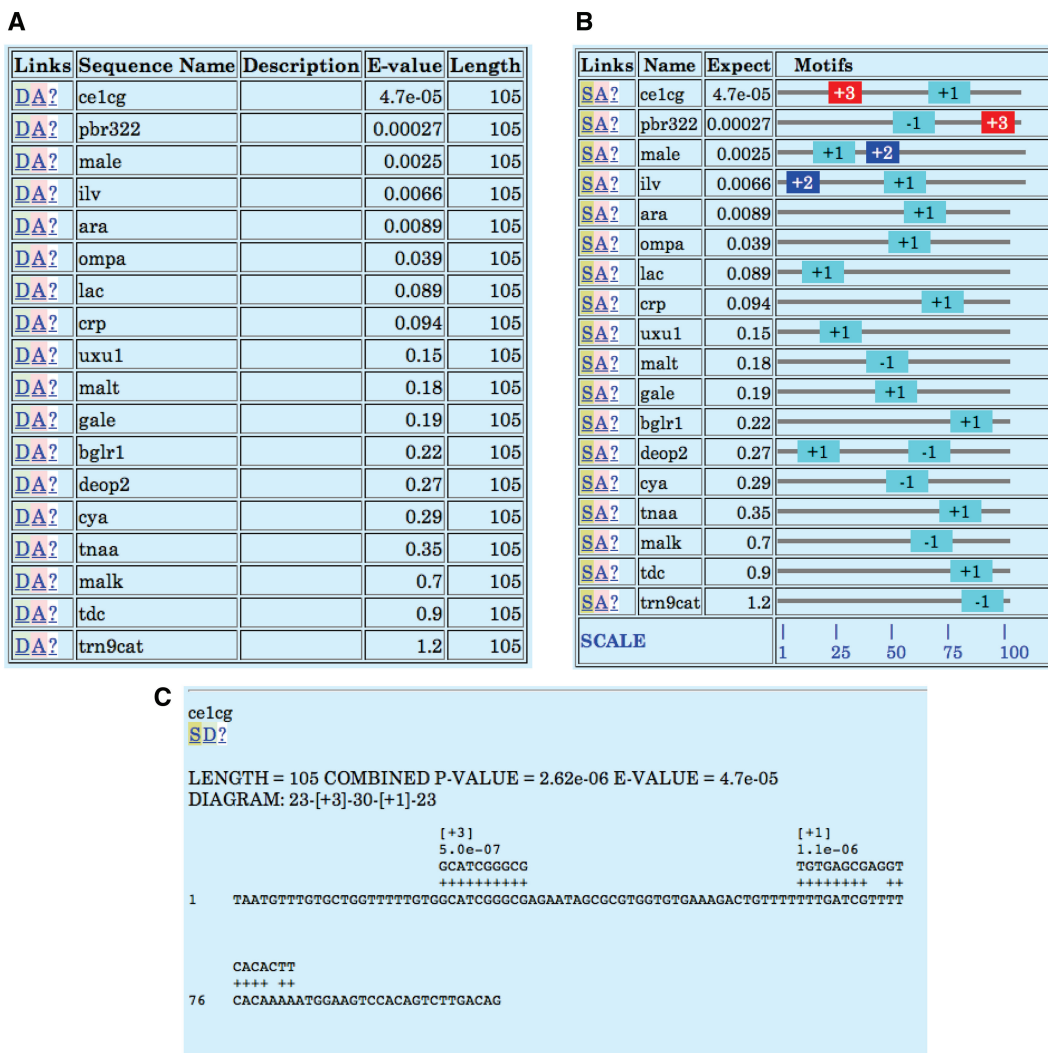 A
Links Sequence Name Description E-value Length
DA? ce1cg 4.7e-05 105
DA? pbr322 0.00027 105
DA? male 0.0025 105
DA? ilv 0.0066 105
DA? ara 0.0089 105
DA? ompa 0.039 105
DA? lac 0.089 105
DA? crp 0.094 105
DA? uxu1 0.15 105
DA? malt 0.18 105
DA? gale 0.19 105
DA? bglr1 0.22 105
DA? deop2 0.27 105
DA? cya 0.29 105
DA? tnaa 0.35 105
DA? malk 0.7 105
DA? tdc 0.9 105
DA? trn9cat 1.2 105
B
Links Name Expect Motifs
SA? ce1cg 4.7e-05 +3 +1
SA? pbr322 0.00027 -1 +3
SA? male 0.0025 +1 +2
SA? ilv 0.0066 +2 +1
SA? ara 0.0089 +1
SA? ompa 0.039 +1
SA? lac 0.089 +1
SA? crp 0.094 +1
SA? uxu1 0.15 +1
SA? malt 0.18 -1
SA? gale 0.19 +1
SA? bglr1 0.22 +1
SA? deop2 0.27 +1 -1
SA? cya 0.29 -1
SA? tnaa 0.35 +1
SA? malk 0.7 -1
SA? tdc 0.9 +1
SA? trn9cat 1.2 -1
SCALE 1 25 50 75 100
C
ce1cg
SD?
LENGTH = 105 COMBINED P-VALUE = 2.62e-06 E-VALUE = 4.7e-05
DIAGRAM: 23-[+3]-30-[+1]-23
[+3] [+1]
5.0e-07 1.1e-06
GCATCGGGCG TGTGAGCGAGGT
++++++++++ ++++++++ ++
1 TAATGTTTGTGCTGGTTTTTGTGGCATCGGGCGAGAATAGCGCGTGGTGTGAAAGACTGTTTTTTTGATCGTTTT
CACACTT
++++ ++
76 CACAAAAATGGAAGTCCACAGTCTTGACAG